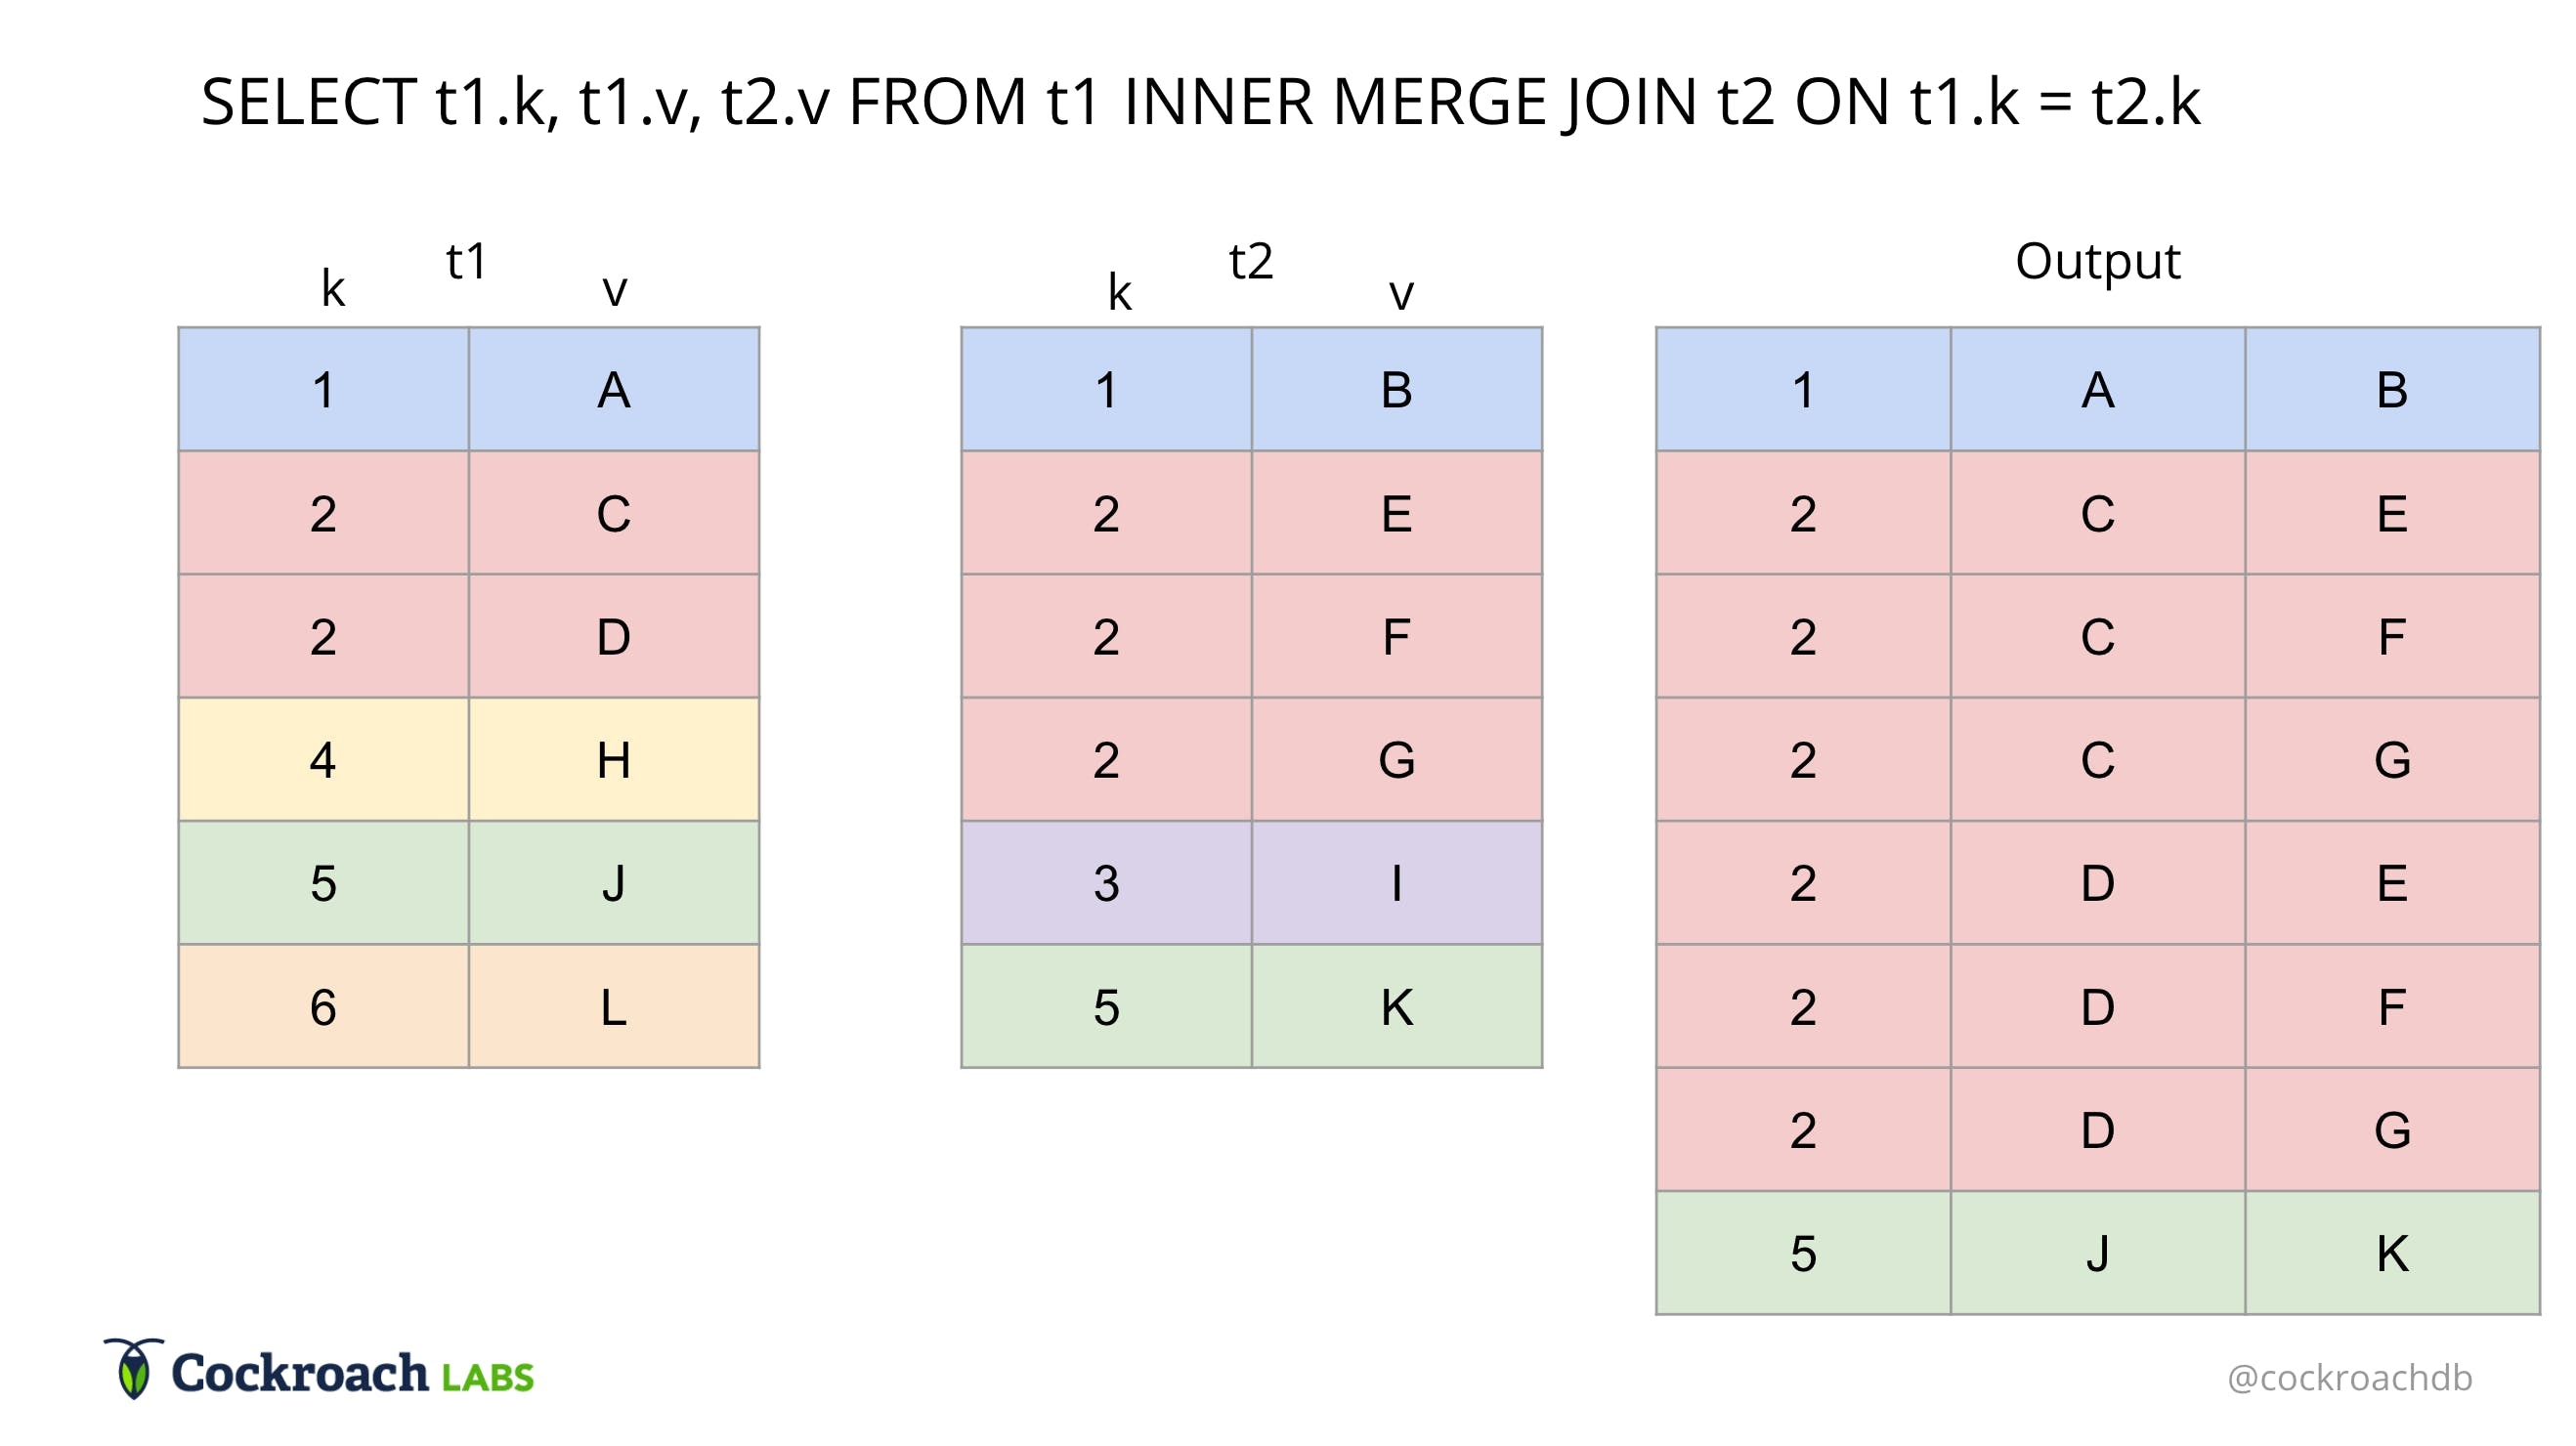 SELECT t1.k, t1.v, t2.v FROM t1 INNER MERGE JOIN t2 ON t1.k = t2.k
t1
k v
1 A
2 C
2 D
4 H
5 J
6 L
t2
k v
1 B
2 E
2 F
2 G
3 I
5 K
Output
1 A B
2 C E
2 C F
2 C G
2 D E
2 D F
2 D G
5 J K
Cockroach LABS
@cockroachdb